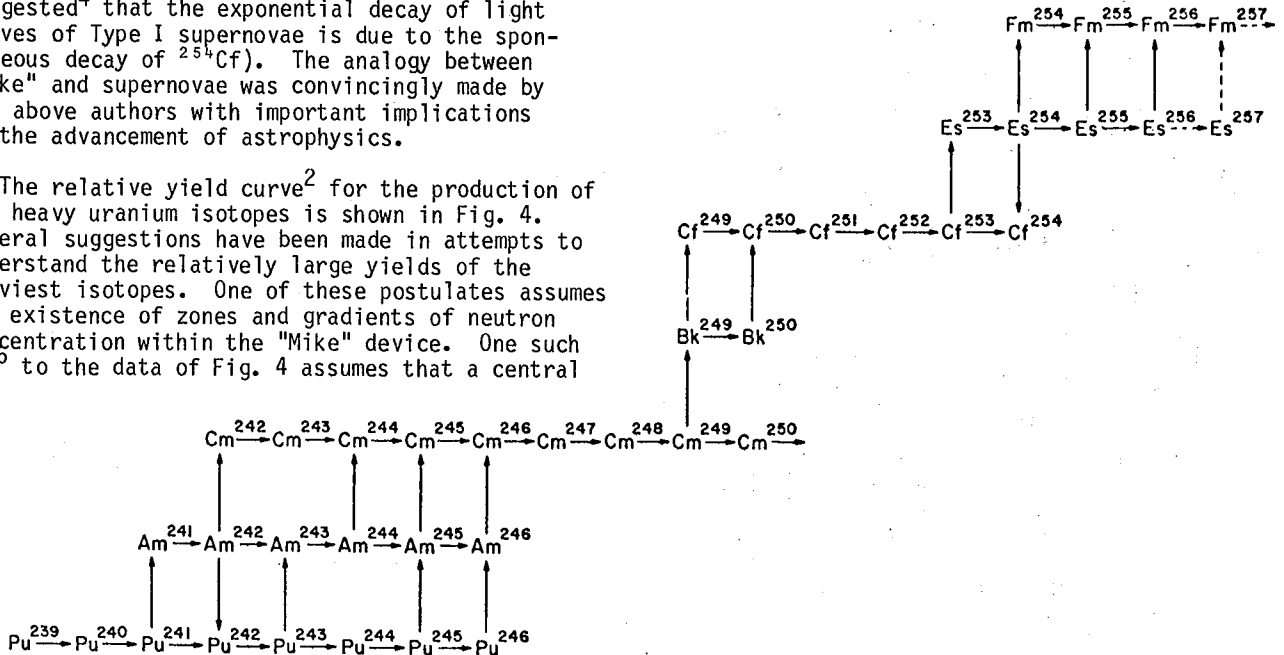 gested⁴ that the exponential decay of light
ves of Type I supernovae is due to the spon-
eous decay of ²⁵⁴Cf). The analogy between
ke" and supernovae was convincingly made by
above authors with important implications
the advancement of astrophysics.
The relative yield curve² for the production of
heavy uranium isotopes is shown in Fig. 4.
eral suggestions have been made in attempts to
erstand the relatively large yields of the
viest isotopes. One of these postulates assumes
existence of zones and gradients of neutron
centration within the "Mike" device. One such
to the data of Fig. 4 assumes that a central
Fm²⁵⁴ Fm²⁵⁵ Fm²⁵⁶ Fm²⁵⁷
Es²⁵³ Es²⁵⁴ Es²⁵⁵ Es²⁵⁶ Es²⁵⁷
Cf²⁴⁹ Cf²⁵⁰ Cf²⁵¹ Cf²⁵² Cf²⁵³ Cf²⁵⁴
Bk²⁴⁹ Bk²⁵⁰
Cm²⁴² Cm²⁴³ Cm²⁴⁴ Cm²⁴⁵ Cm²⁴⁶ Cm²⁴⁷ Cm²⁴⁸ Cm²⁴⁹ Cm²⁵⁰
Am²⁴¹ Am²⁴² Am²⁴³ Am²⁴⁴ Am²⁴⁵ Am²⁴⁶
Pu²³⁹ Pu²⁴⁰ Pu²⁴¹ Pu²⁴² Pu²⁴³ Pu²⁴⁴ Pu²⁴⁵ Pu²⁴⁶